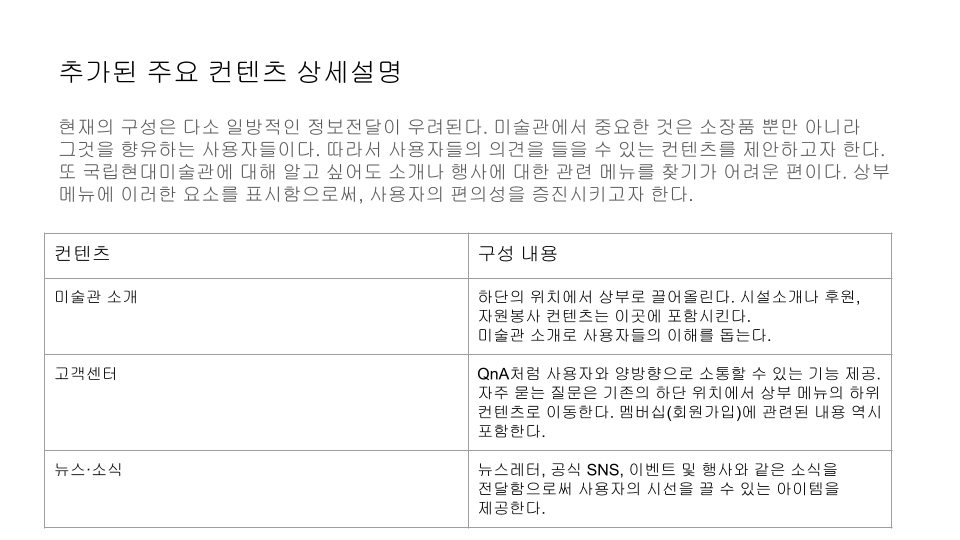 추가된 주요 컨텐츠 상세설명
현재의 구성은 다소 일방적인 정보전달이 우려된다. 미술관에서 중요한 것은 소장품 뿐만 아니라
그것을 향유하는 사용자들이다. 따라서 사용자들의 의견을 들을 수 있는 컨텐츠를 제안하고자 한다.
또 국립현대미술관에 대해 알고 싶어도 소개나 행사에 대한 관련 메뉴를 찾기가 어려운 편이다. 상부
메뉴에 이러한 요소를 표시함으로써, 사용자의 편의성을 증진시키고자 한다.
컨텐츠
구성 내용
미술관 소개
하단의 위치에서 상부로 끌어올린다. 시설소개나 후원,
자원봉사 컨텐츠는 이곳에 포함시킨다.
미술관 소개로 사용자들의 이해를 돕는다.
고객센터
QnA처럼 사용자와 양방향으로 소통할 수 있는 기능 제공.
자주 묻는 질문은 기존의 하단 위치에서 상부 메뉴의 하위
컨텐츠로 이동한다. 멤버십(회원가입)에 관련된 내용 역시
포함한다.
뉴스·소식
뉴스레터, 공식 SNS, 이벤트 및 행사와 같은 소식을
전달함으로써 사용자의 시선을 끌 수 있는 아이템을
제공한다.